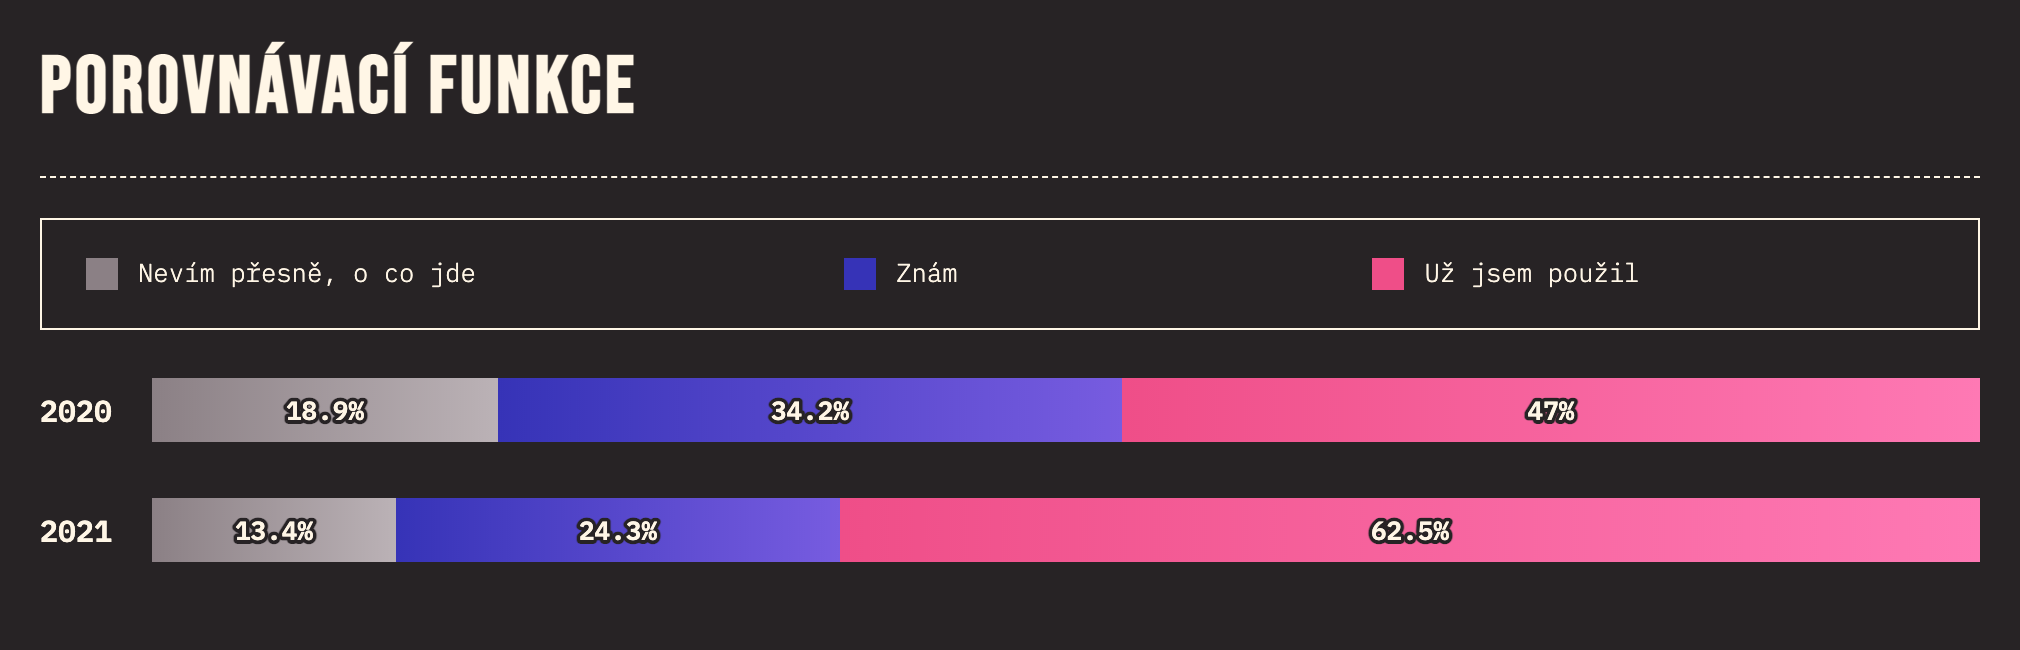 POROVNÁVACÍ FUNKCE
Nevím přesně, o co jde Znám Už jsem použil
2020 18.9% 34.2% 47%
2021 13.4% 24.3% 62.5%